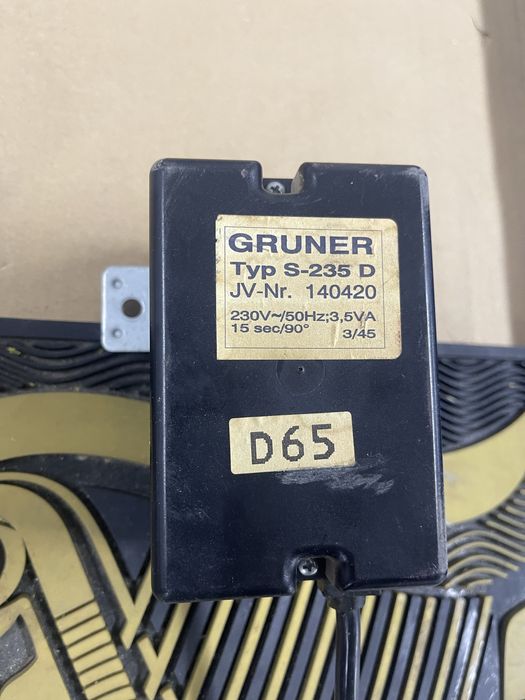 GRUNER
Typ S-235 D
JV-Nr. 140420
230V~/50Hz;3,5VA
15 sec/90° 3/45
D65